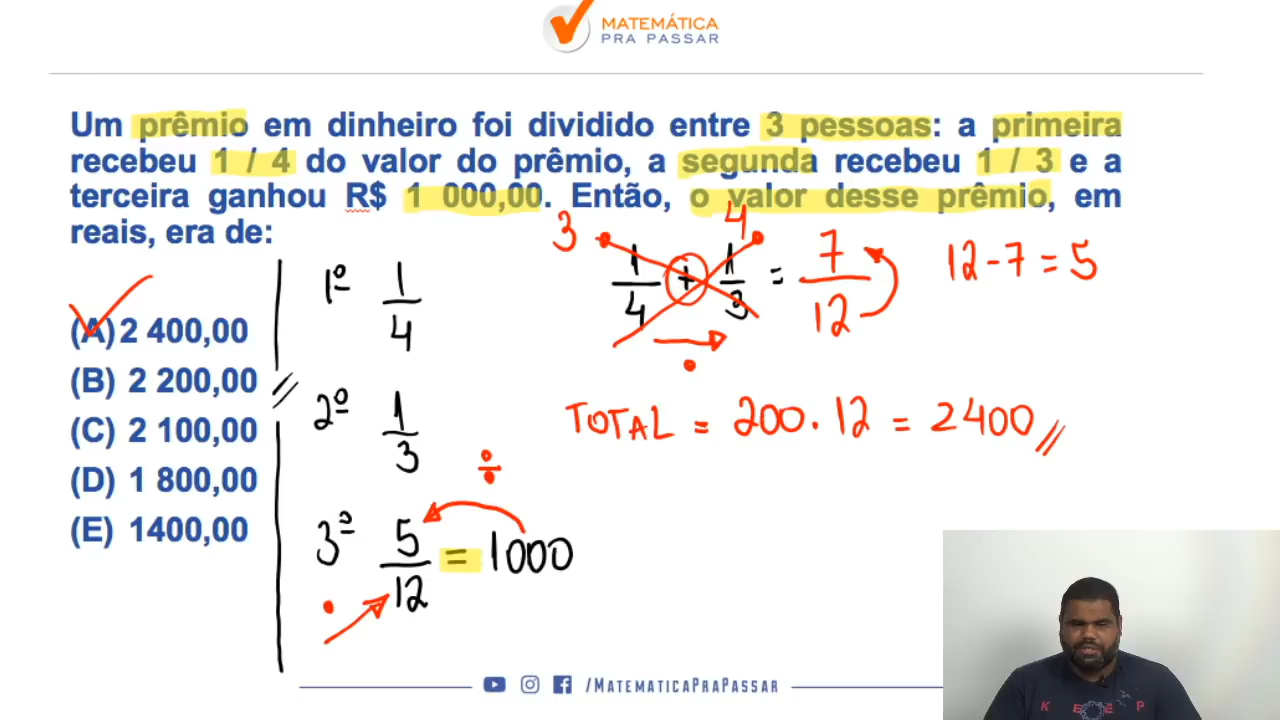 MATEMÁTICA
PRA PASSAR
Um prêmio em dinheiro foi dividido entre 3 pessoas: a primeira
recebeu 1 / 4 do valor do prêmio, a segunda recebeu 1 / 3 e a
terceira ganhou R$ 1 000,00. Então, o valor desse prêmio, em
reais, era de:
(A) 2 400,00
(B) 2 200,00
(C) 2 100,00
(D) 1 800,00
(E) 1400,00
1º 1/4
2º 1/3
3º 5/12 = 1000
÷
3 4
1/4 + 1/3 = 7/12
12 - 7 = 5
TOTAL = 200 . 12 = 2400 //
/MATEMATICAPRAPASSAR
K E E P